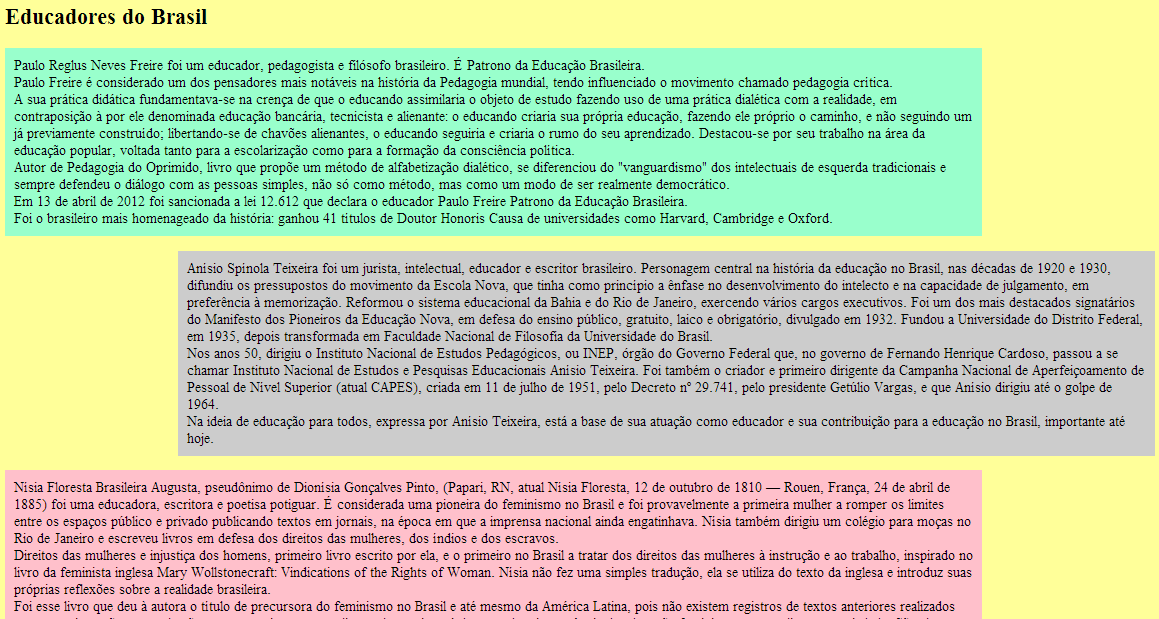 Educadores do Brasil
Paulo Reglus Neves Freire foi um educador, pedagogista e filósofo brasileiro. É Patrono da Educação Brasileira.
Paulo Freire é considerado um dos pensadores mais notáveis na história da Pedagogia mundial, tendo influenciado o movimento chamado pedagogia crítica.
A sua prática didática fundamentava-se na crença de que o educando assimilaria o objeto de estudo fazendo uso de uma prática dialética com a realidade, em
contraposição à por ele denominada educação bancária, tecnicista e alienante: o educando criaria sua própria educação, fazendo ele próprio o caminho, e não seguindo um
já previamente construído; libertando-se de chavões alienantes, o educando seguiria e criaria o rumo do seu aprendizado. Destacou-se por seu trabalho na área da
educação popular, voltada tanto para a escolarização como para a formação da consciência política.
Autor de Pedagogia do Oprimido, livro que propõe um método de alfabetização dialético, se diferenciou do "vanguardismo" dos intelectuais de esquerda tradicionais e
sempre defendeu o diálogo com as pessoas simples, não só como método, mas como um modo de ser realmente democrático.
Em 13 de abril de 2012 foi sancionada a lei 12.612 que declara o educador Paulo Freire Patrono da Educação Brasileira.
Foi o brasileiro mais homenageado da história: ganhou 41 títulos de Doutor Honoris Causa de universidades como Harvard, Cambridge e Oxford.
Anísio Spínola Teixeira foi um jurista, intelectual, educador e escritor brasileiro. Personagem central na história da educação no Brasil, nas décadas de 1920 e 1930,
difundiu os pressupostos do movimento da Escola Nova, que tinha como princípio a ênfase no desenvolvimento do intelecto e na capacidade de julgamento, em
preferência à memorização. Reformou o sistema educacional da Bahia e do Rio de Janeiro, exercendo vários cargos executivos. Foi um dos mais destacados signatários
do Manifesto dos Pioneiros da Educação Nova, em defesa do ensino público, gratuito, laico e obrigatório, divulgado em 1932. Fundou a Universidade do Distrito Federal,
em 1935, depois transformada em Faculdade Nacional de Filosofia da Universidade do Brasil.
Nos anos 50, dirigiu o Instituto Nacional de Estudos Pedagógicos, ou INEP, órgão do Governo Federal que, no governo de Fernando Henrique Cardoso, passou a se
chamar Instituto Nacional de Estudos e Pesquisas Educacionais Anísio Teixeira. Foi também o criador e primeiro dirigente da Campanha Nacional de Aperfeiçoamento de
Pessoal de Nível Superior (atual CAPES), criada em 11 de julho de 1951, pelo Decreto nº 29.741, pelo presidente Getúlio Vargas, e que Anísio dirigiu até o golpe de
1964.
Na ideia de educação para todos, expressa por Anísio Teixeira, está a base de sua atuação como educador e sua contribuição para a educação no Brasil, importante até
hoje.
Nísia Floresta Brasileira Augusta, pseudônimo de Dionísia Gonçalves Pinto, (Papari, RN, atual Nísia Floresta, 12 de outubro de 1810 — Rouen, França, 24 de abril de
1885) foi uma educadora, escritora e poetisa potiguar. É considerada uma pioneira do feminismo no Brasil e foi provavelmente a primeira mulher a romper os limites
entre os espaços público e privado publicando textos em jornais, na época em que a imprensa nacional ainda engatinhava. Nísia também dirigiu um colégio para moças no
Rio de Janeiro e escreveu livros em defesa dos direitos das mulheres, dos índios e dos escravos.
Direitos das mulheres e injustiça dos homens, primeiro livro escrito por ela, e o primeiro no Brasil a tratar dos direitos das mulheres à instrução e ao trabalho, inspirado no
livro da feminista inglesa Mary Wollstonecraft: Vindications of the Rights of Woman. Nísia não fez uma simples tradução, ela se utiliza do texto da inglesa e introduz suas
próprias reflexões sobre a realidade brasileira.
Foi esse livro que deu à autora o título de precursora do feminismo no Brasil e até mesmo da América Latina, pois não existem registros de textos anteriores realizados